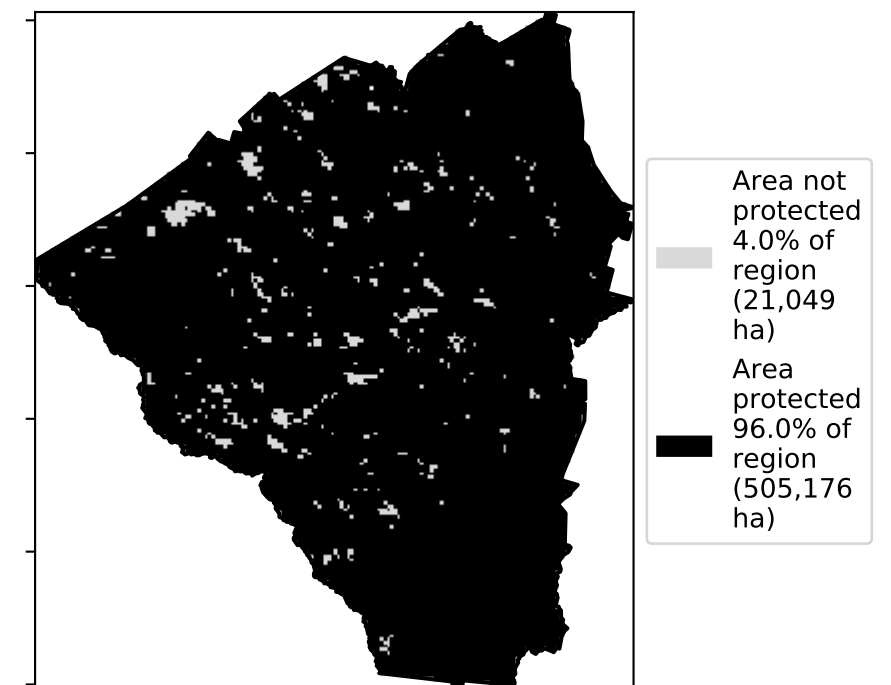 Area not
protected
4.0% of
region
(21,049
ha)
Area
protected
96.0% of
region
(505,176
ha)